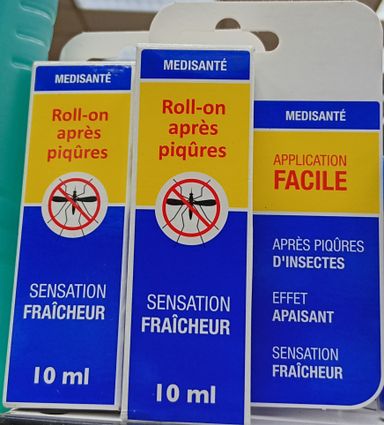 MEDISANTÉ
Roll-on
après
piqûres
SENSATION
FRAÎCHEUR
10 ml
MEDISANTÉ
Roll-on
après
piqûres
SENSATION
FRAÎCHEUR
10 ml
MEDISANTÉ
APPLICATION
FACILE
APRÈS PIQÛRES
D'INSECTES
EFFET
APAISANT
SENSATION
FRAÎCHEUR